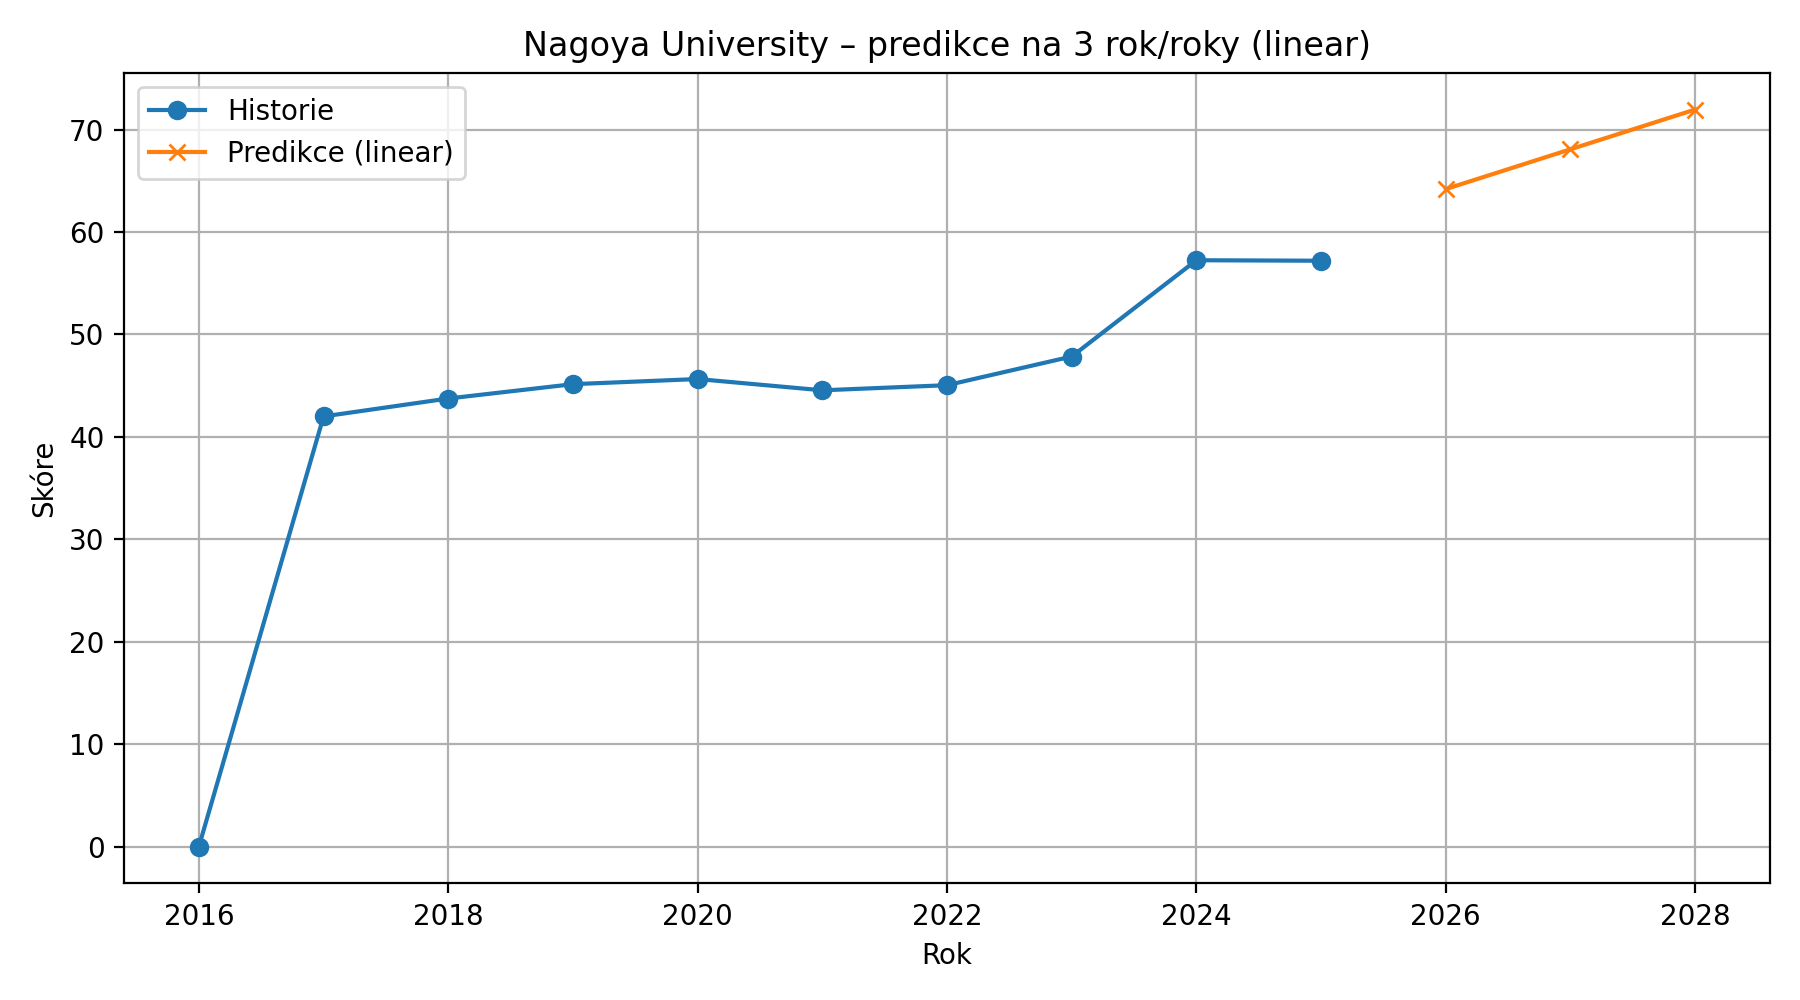 Nagoya University – predikce na 3 rok/roky (linear)
Historie
Predikce (linear)
70
60
50
40
30
20
10
0
Skóre
2016 2018 2020 2022 2024 2026 2028
Rok